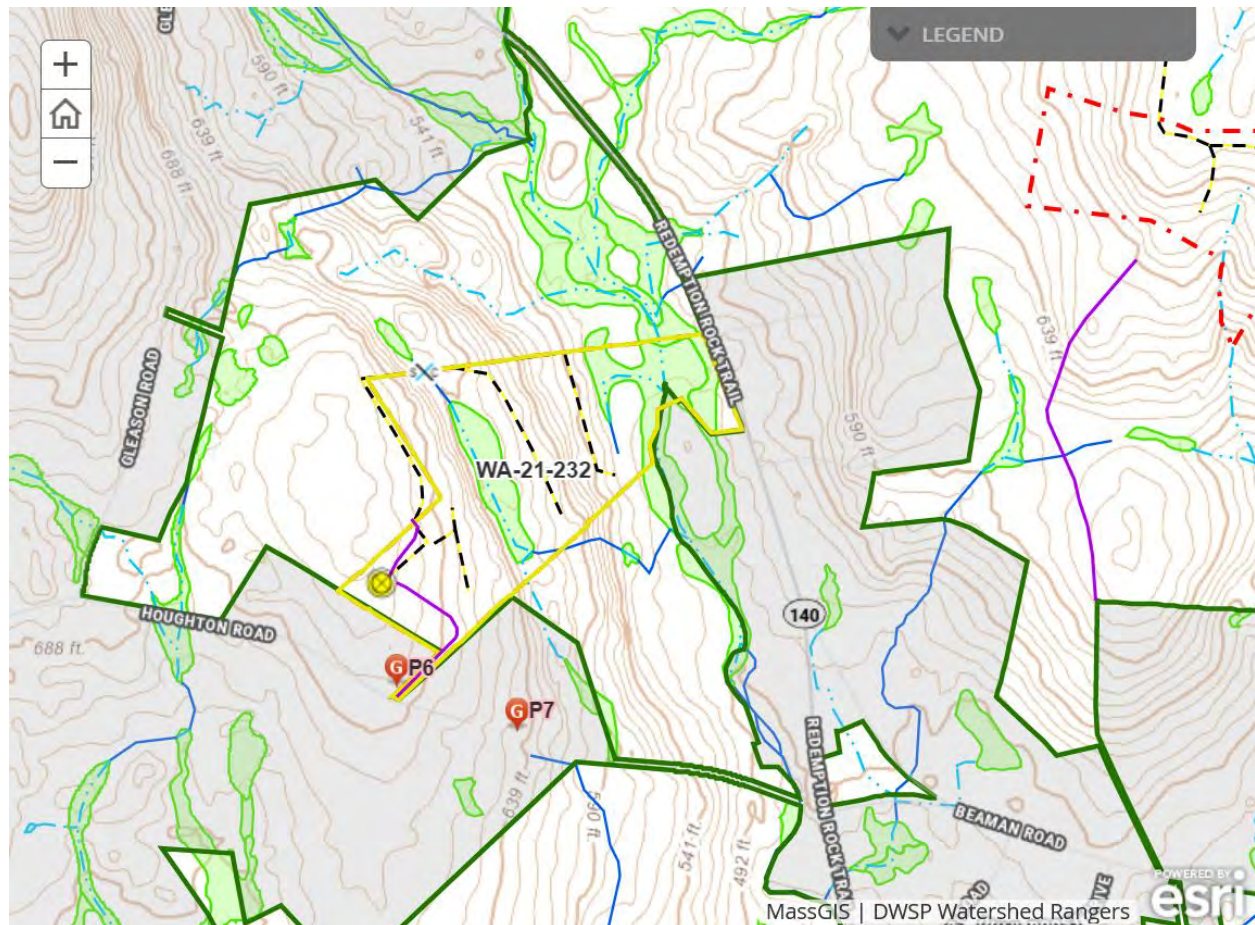 LEGEND
590 ft.
639 ft.
541 ft.
688 ft.
REDEMPTION ROCK TRAIL
639 ft.
GLEASON ROAD
590 ft.
WA-21-232
140
HOUGHTON ROAD
688 ft.
G P6
G P7
639 ft.
590 ft.
541 ft.
492 ft.
REDEMPTION ROCK TRAI
BEAMAN ROAD
POWERED BY
esri
MassGIS | DWSP Watershed Rangers